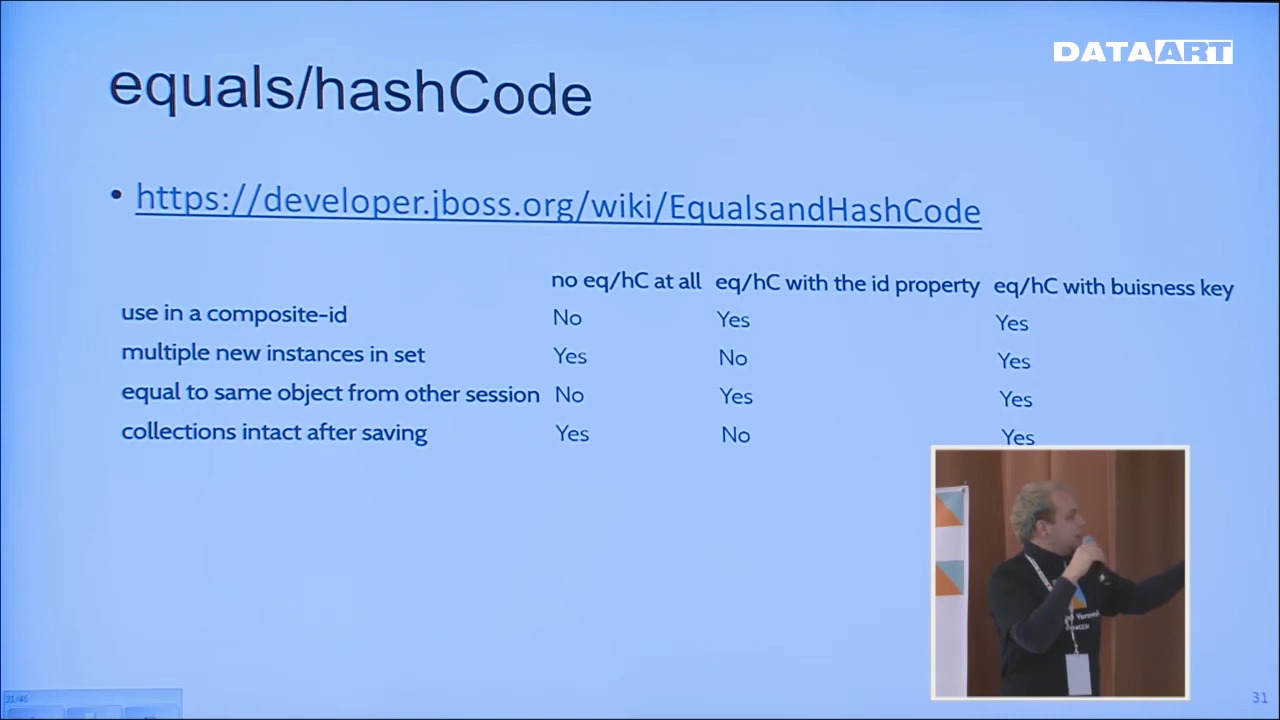 DATAART
equals/hashCode
• https://developer.jboss.org/wiki/EqualsandHashCode
no eq/hC at all eq/hC with the id property eq/hC with buisness key
use in a composite-id No Yes Yes
multiple new instances in set Yes No Yes
equal to same object from other session No Yes Yes
collections intact after saving Yes No Yes
31/46
31